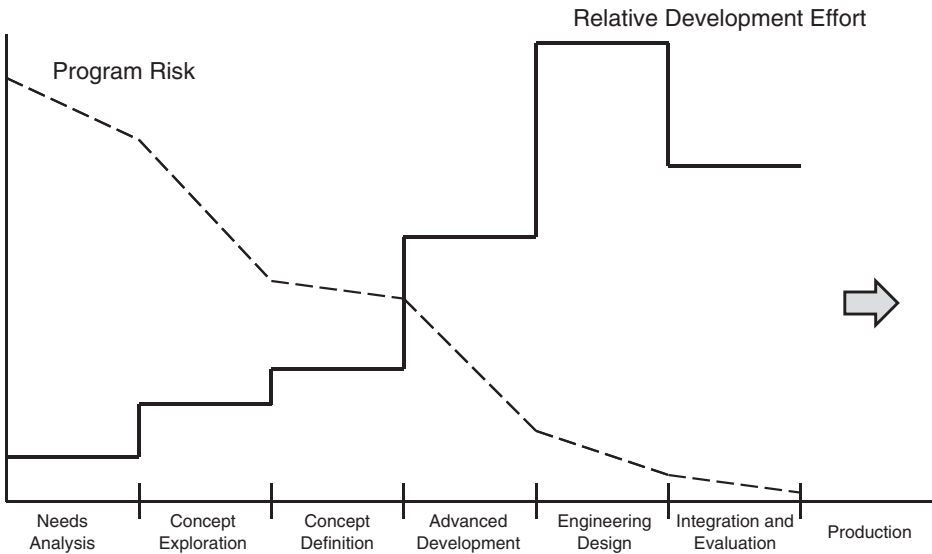 Relative Development Effort
Program Risk
Needs
Analysis
Concept
Exploration
Concept
Definition
Advanced
Development
Engineering
Design
Integration and
Evaluation
Production